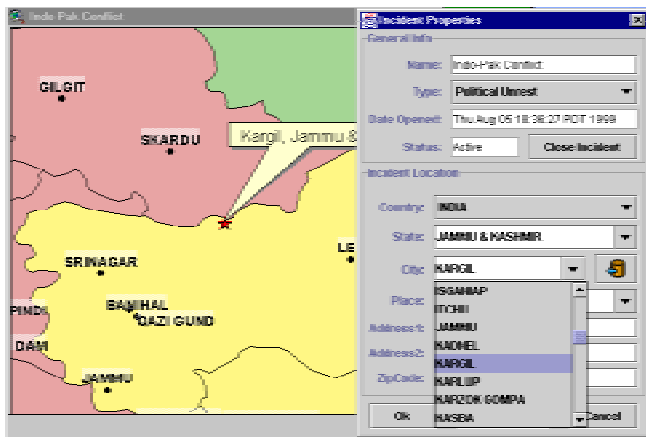 Indo-Pak Conflict
GILGIT
SKARDU
Kargil, Jammu &
SRINAGAR
LE
BANIHAL
QAZI GUND
PINDI
DAM
JAMMU
Incident Properties
General Info
Name: Indo-Pak Conflict
Type: Political Unrest
Date Opened: Thu Aug 05 18:36:27 PDT 1999
Status: Active Close Incident
Incident Location
Country: INDIA
State: JAMMU & KASHMIR
City: KARGIL
Place:
Address1:
Address2:
ZipCode:
JAMMU
KADHEL
KARGIL
KARLUP
KARZOK GOMPA
KASBA
Ok
Cancel